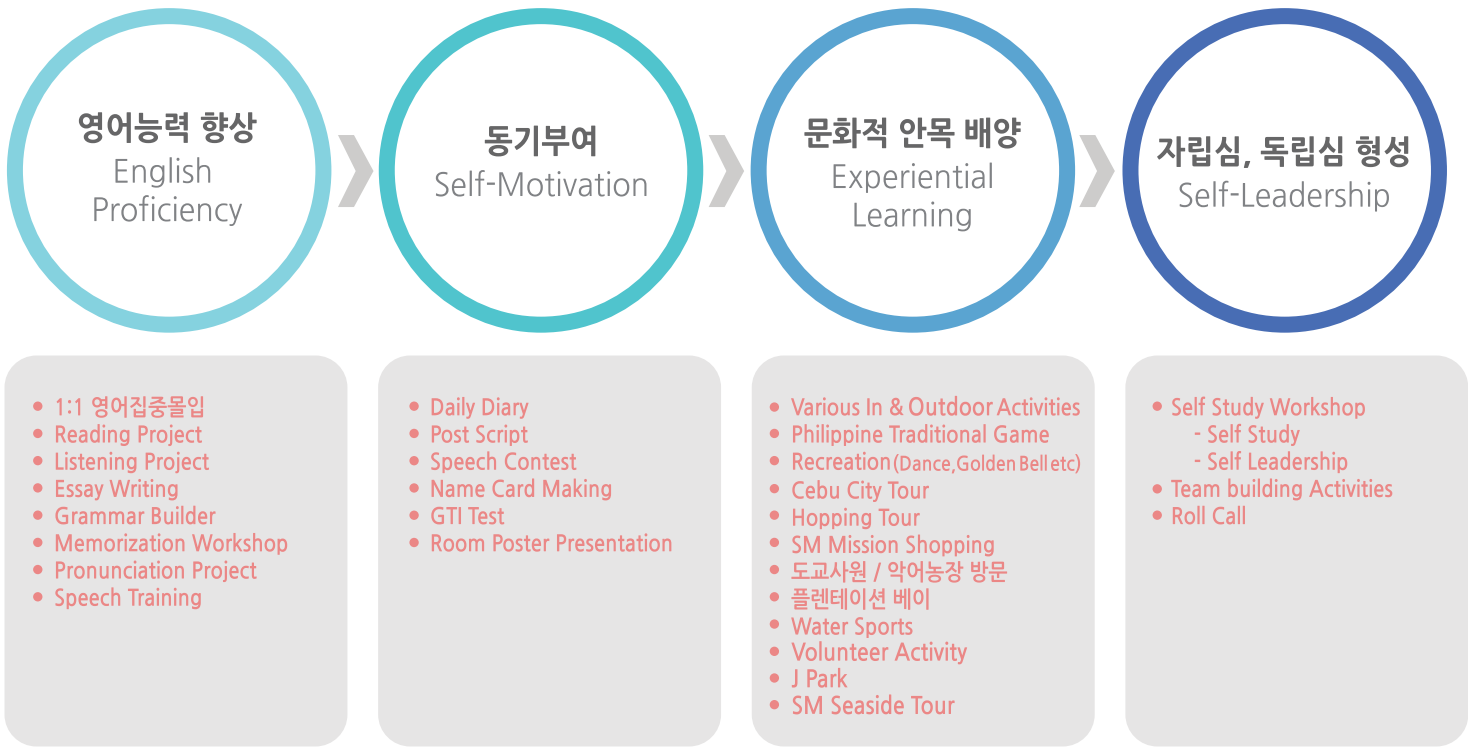 영어능력 향상
English
Proficiency
동기부여
Self-Motivation
문화적 안목 배양
Experiential
Learning
자립심, 독립심 형성
Self-Leadership
• 1:1 영어집중몰입
• Reading Project
• Listening Project
• Essay Writing
• Grammar Builder
• Memorization Workshop
• Pronunciation Project
• Speech Training
• Daily Diary
• Post Script
• Speech Contest
• Name Card Making
• GTI Test
• Room Poster Presentation
• Various In & Outdoor Activities
• Philippine Traditional Game
• Recreation (Dance,Golden Bell etc)
• Cebu City Tour
• Hopping Tour
• SM Mission Shopping
• 도교사원 / 악어농장 방문
• 플렌테이션 베이
• Water Sports
• Volunteer Activity
• J Park
• SM Seaside Tour
• Self Study Workshop
- Self Study
- Self Leadership
• Team building Activities
• Roll Call